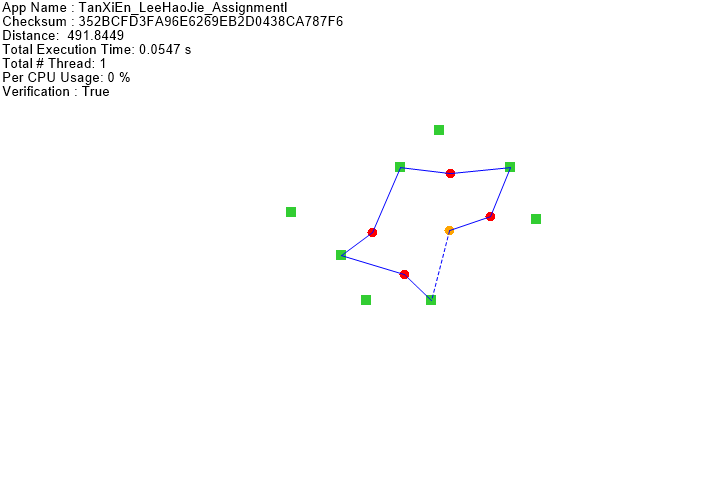 App Name : TanXiEn_LeeHaoJie_AssignmentI
Checksum : 352BCFD3FA96E6269EB2D0438CA787F6
Distance:  491.8449
Total Execution Time: 0.0547 s
Total # Thread: 1
Per CPU Usage: 0 %
Verification : True